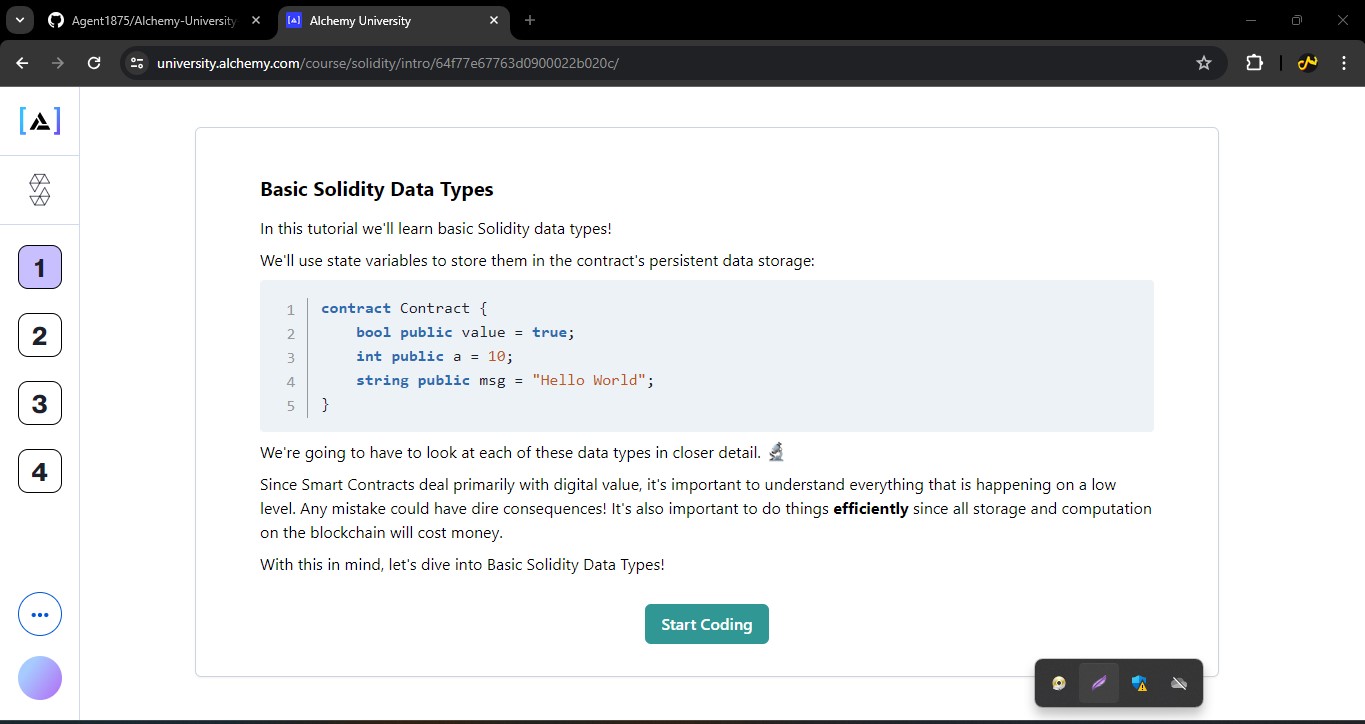 Agent1875/Alchemy-University
Alchemy University
university.alchemy.com/course/solidity/intro/64f77e67763d0900022b020c/
1
2
3
4
Basic Solidity Data Types
In this tutorial we'll learn basic Solidity data types!
We'll use state variables to store them in the contract's persistent data storage:
1 contract Contract {
2 bool public value = true;
3 int public a = 10;
4 string public msg = "Hello World";
5 }
We're going to have to look at each of these data types in closer detail. 🔬
Since Smart Contracts deal primarily with digital value, it's important to understand everything that is happening on a low
level. Any mistake could have dire consequences! It's also important to do things efficiently since all storage and computation
on the blockchain will cost money.
With this in mind, let's dive into Basic Solidity Data Types!
Start Coding